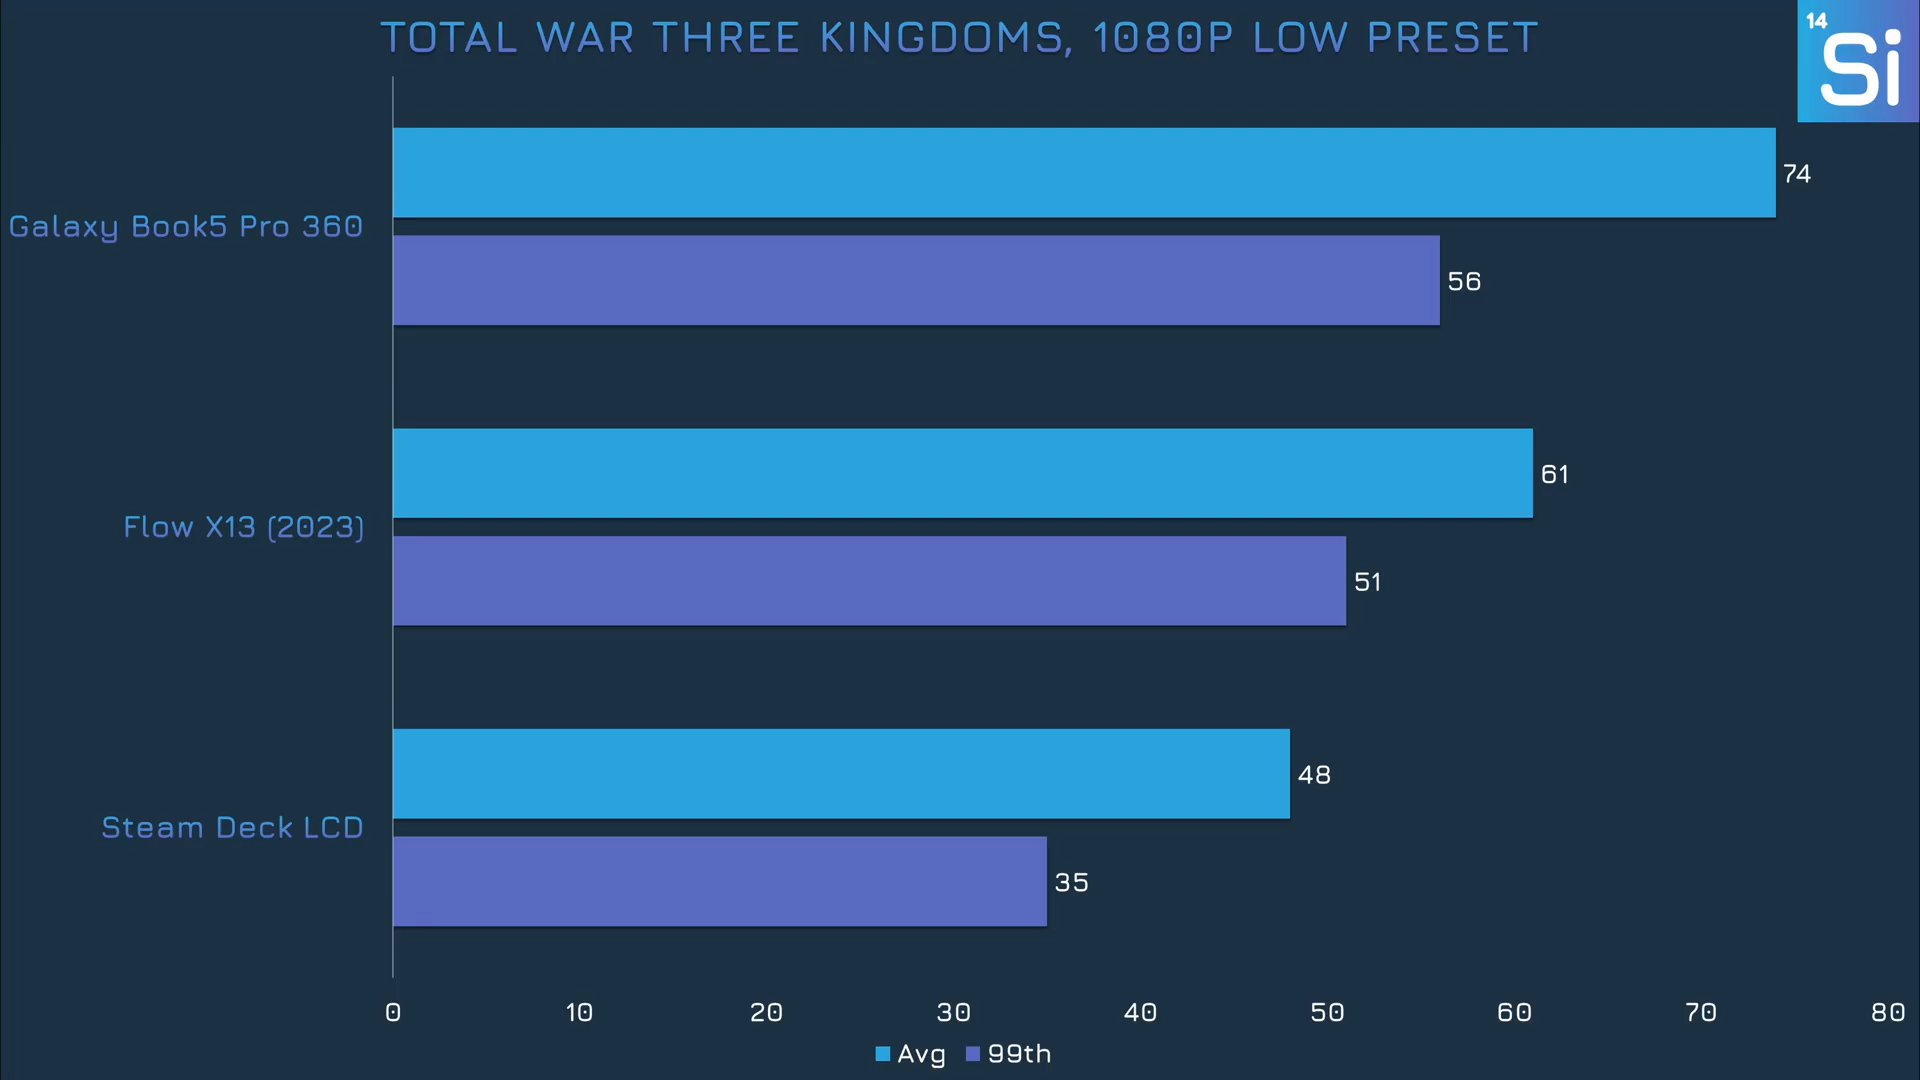 TOTAL WAR THREE KINGDOMS, 1080P LOW PRESET
14
Si
Galaxy Book5 Pro 360
74
56
Flow X13 (2023)
61
51
Steam Deck LCD
48
35
0 10 20 30 40 50 60 70 80
Avg 99th